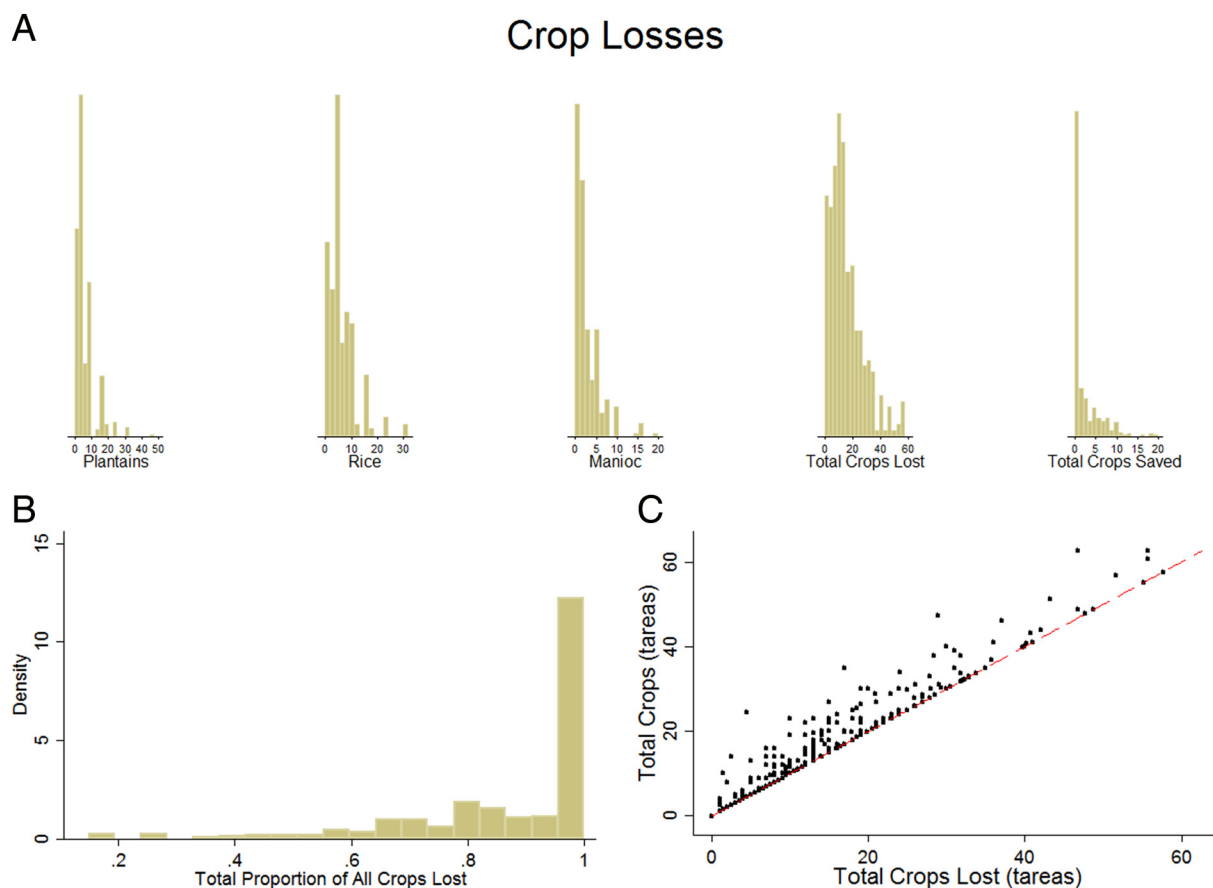 A
Crop Losses
0 10 20 30 40 50
Plantains
0 10 20 30
Rice
0 5 10 15 20
Manioc
0 20 40 60
Total Crops Lost
0 5 10 15 20
Total Crops Saved
B
15
10
5
0
Density
.2 .4 .6 .8 1
Total Proportion of All Crops Lost
C
60
40
20
0
Total Crops (tareas)
0 20 40 60
Total Crops Lost (tareas)